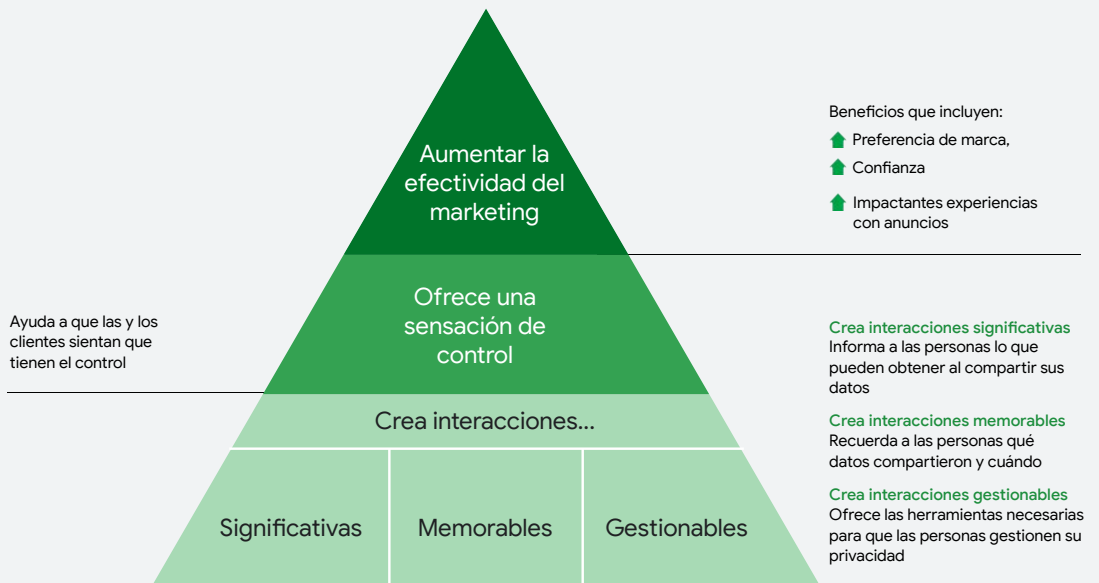 Aumentar la
efectividad del
marketing
Beneficios que incluyen:
Preferencia de marca,
Confianza
Impactantes experiencias
con anuncios
Ofrece una
sensación de
control
Ayuda a que las y los
clientes sientan que
tienen el control
Crea interacciones...
Significativas
Memorables
Gestionables
Crea interacciones significativas
Informa a las personas lo que
pueden obtener al compartir sus
datos
Crea interacciones memorables
Recuerda a las personas qué
datos compartieron y cuándo
Crea interacciones gestionables
Ofrece las herramientas necesarias
para que las personas gestionen su
privacidad